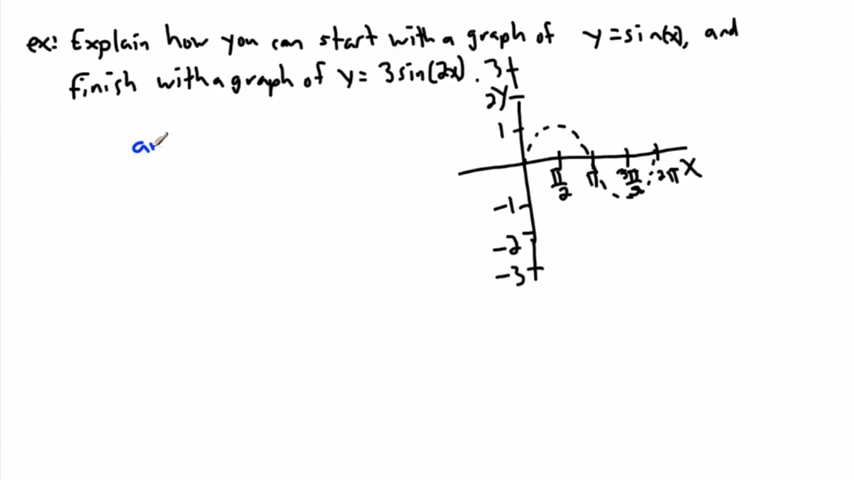 ex: Explain how you can start with a graph of y=sin(x), and
finish with a graph of y= 3sin(2x).
3
2 y
1
π/2 π 3π/2 2π x
-1
-2
-3